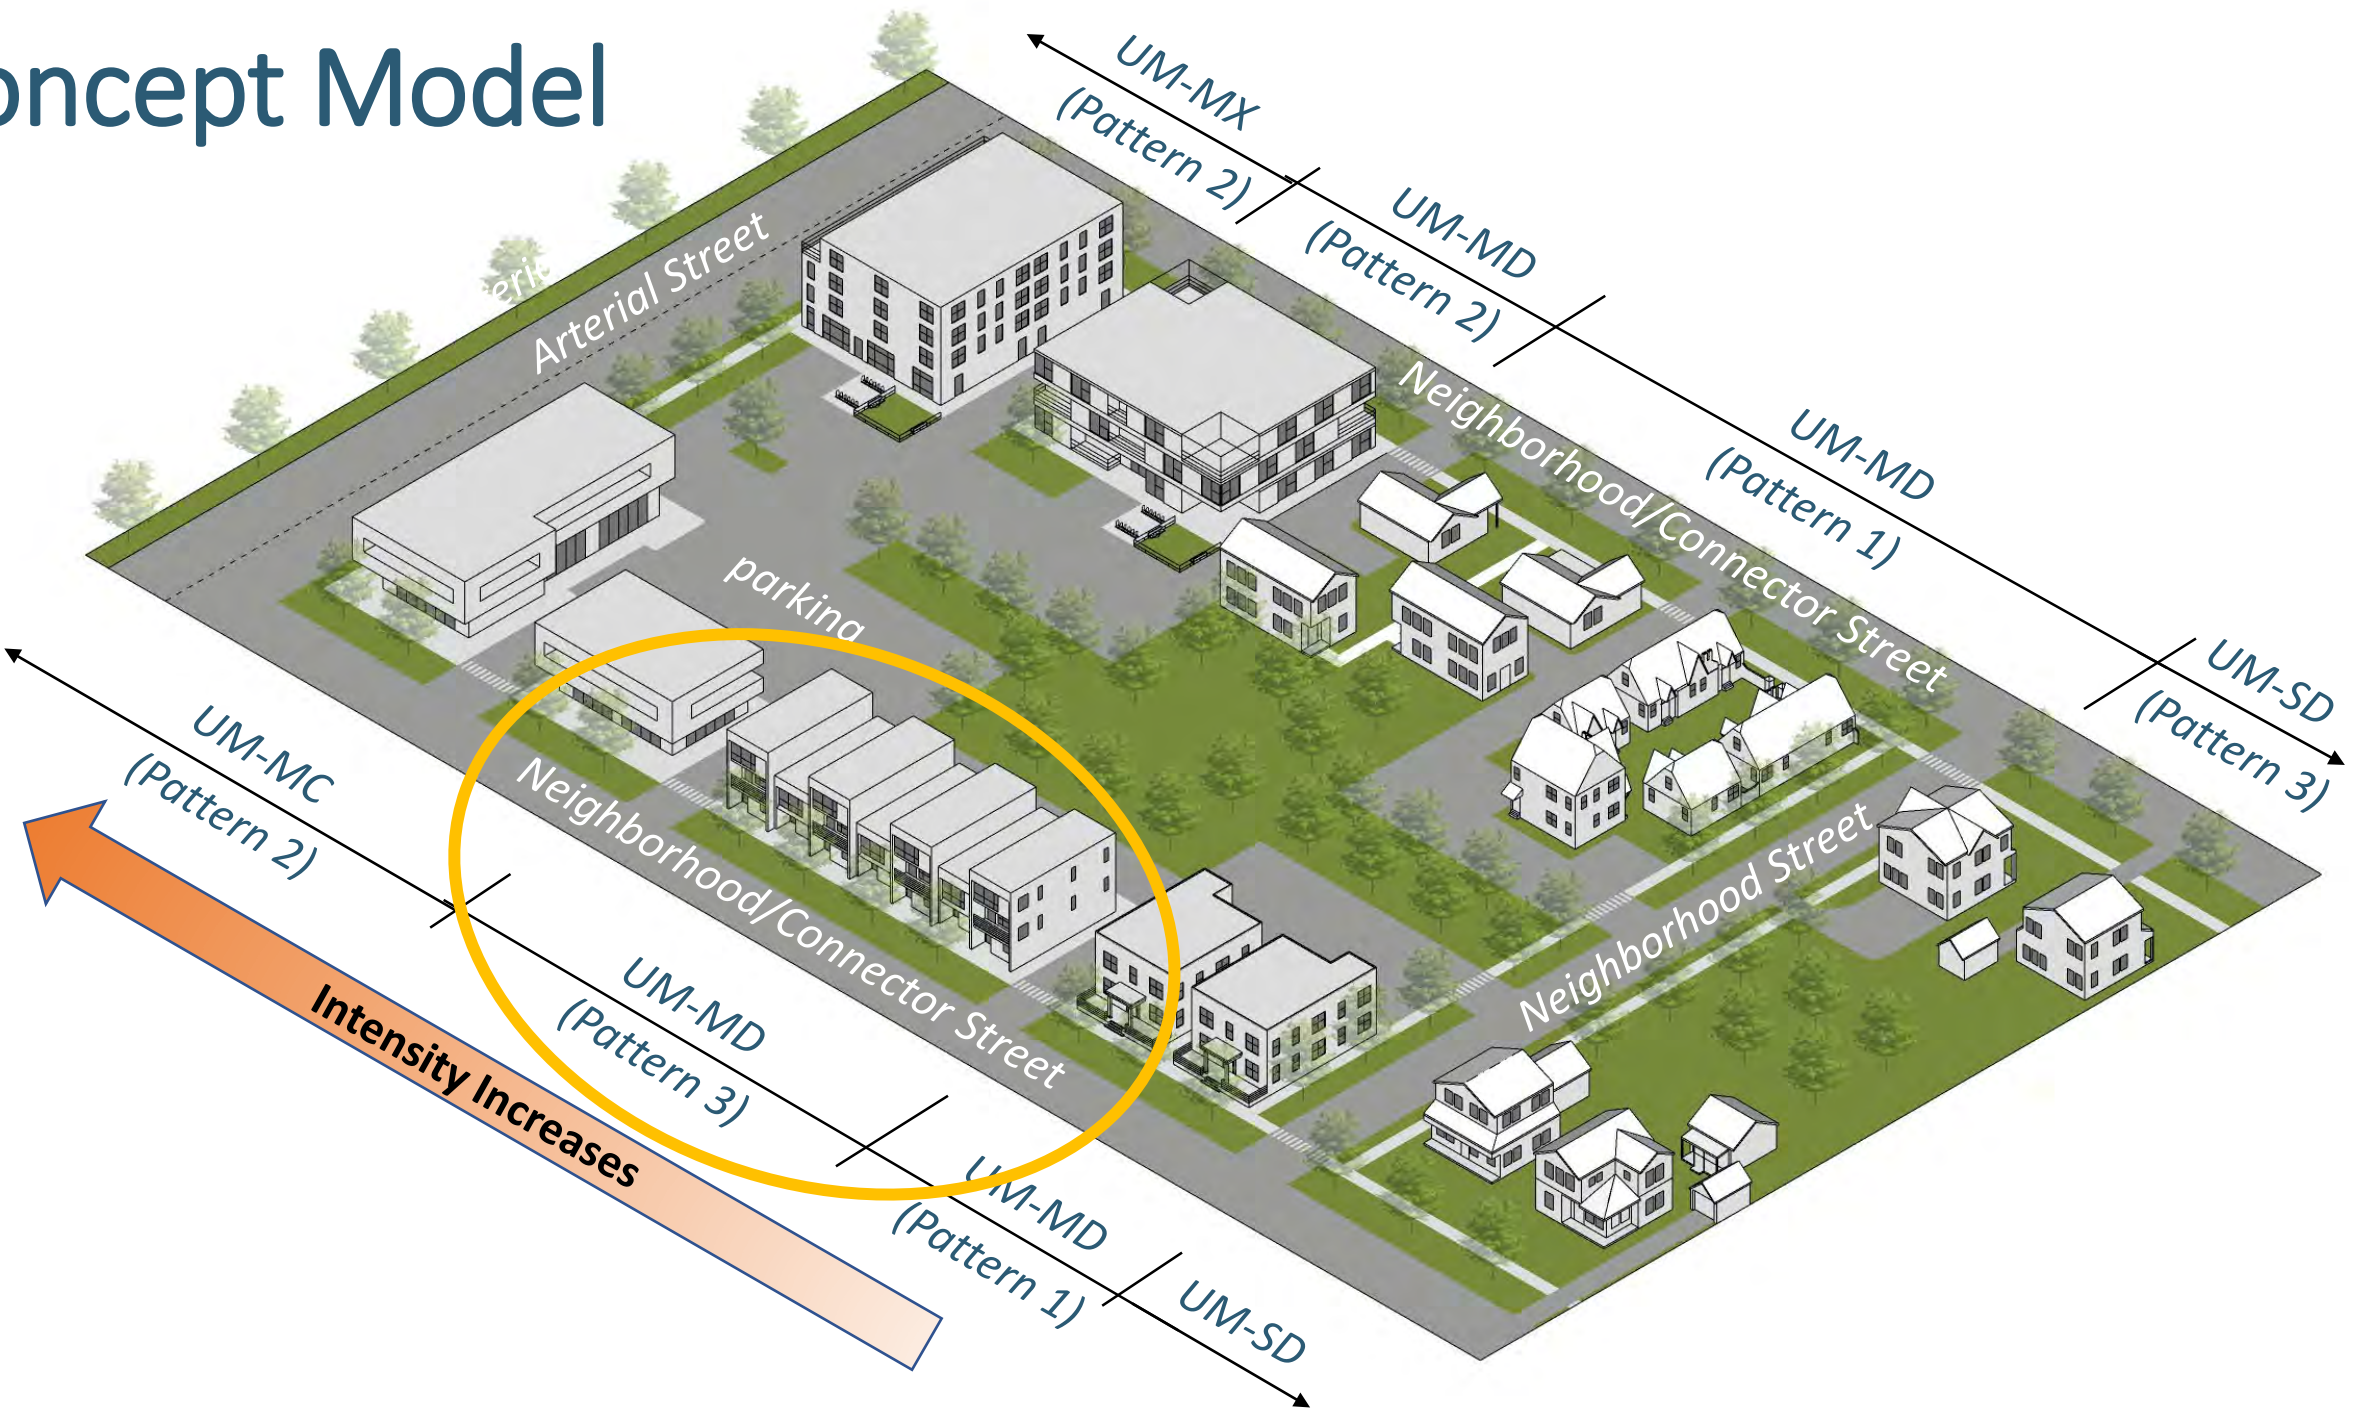 oncept Model
UM-MX
(Pattern 2)
UM-MD
(Pattern 2)
UM-MD
(Pattern 1)
UM-SD
(Pattern 3)
Arterial Street
Neighborhood/Connector Street
parking
Neighborhood Street
Neighborhood/Connector Street
UM-MC
(Pattern 2)
UM-MD
(Pattern 3)
UM-MD
(Pattern 1)
UM-SD
Intensity Increases